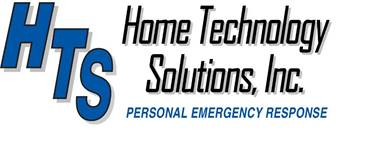 HTS
Home Technology
Solutions, Inc.
PERSONAL EMERGENCY RESPONSE